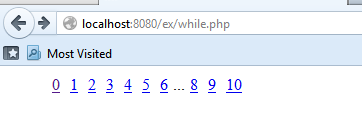 localhost:8080/ex/while.php
Most Visited
0 1 2 3 4 5 6 ... 8 9 10